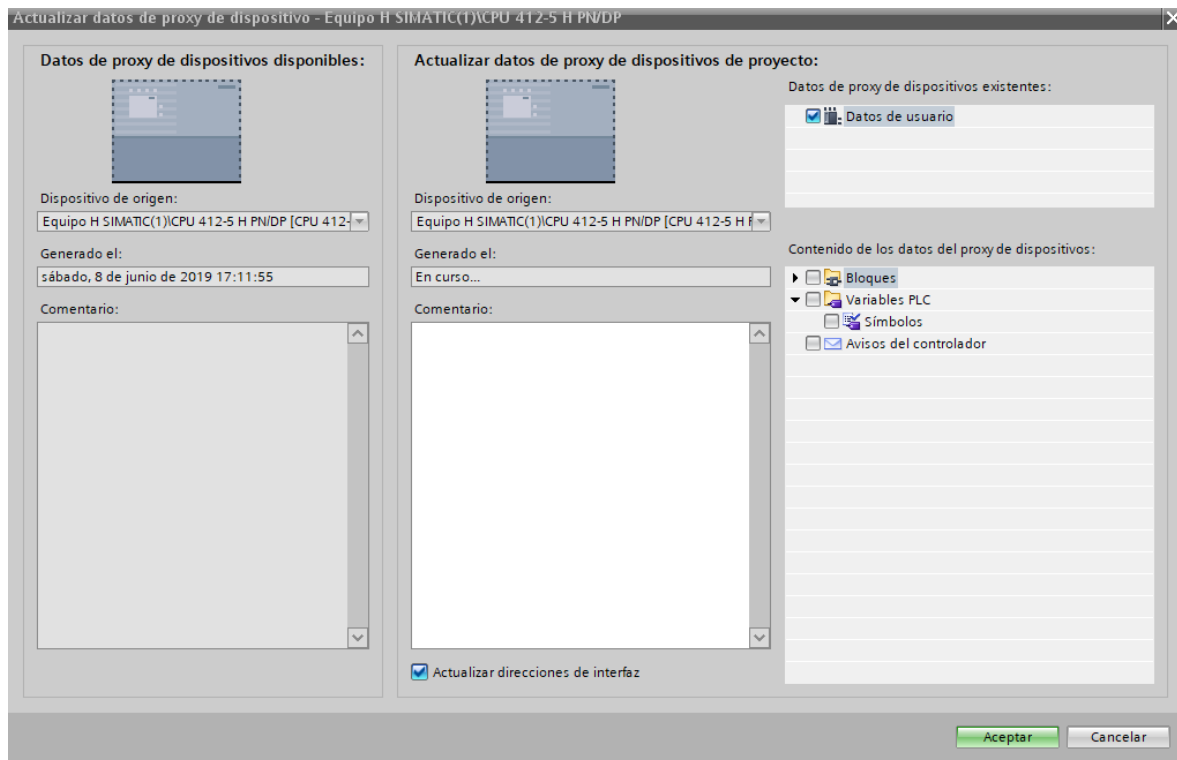 Actualizar datos de proxy de dispositivo - Equipo H SIMATIC(1)\CPU 412-5 H PN/DP
Datos de proxy de dispositivos disponibles:
Dispositivo de origen:
Equipo H SIMATIC(1)\CPU 412-5 H PN/DP [CPU 412-
Generado el:
sábado, 8 de junio de 2019 17:11:55
Comentario:
Actualizar datos de proxy de dispositivos de proyecto:
Dispositivo de origen:
Equipo H SIMATIC(1)\CPU 412-5 H PN/DP [CPU 412-5 H
Generado el:
En curso...
Comentario:
Actualizar direcciones de interfaz
Datos de proxy de dispositivos existentes:
Datos de usuario
Contenido de los datos del proxy de dispositivos:
Bloques
Variables PLC
Símbolos
Avisos del controlador
Aceptar
Cancelar